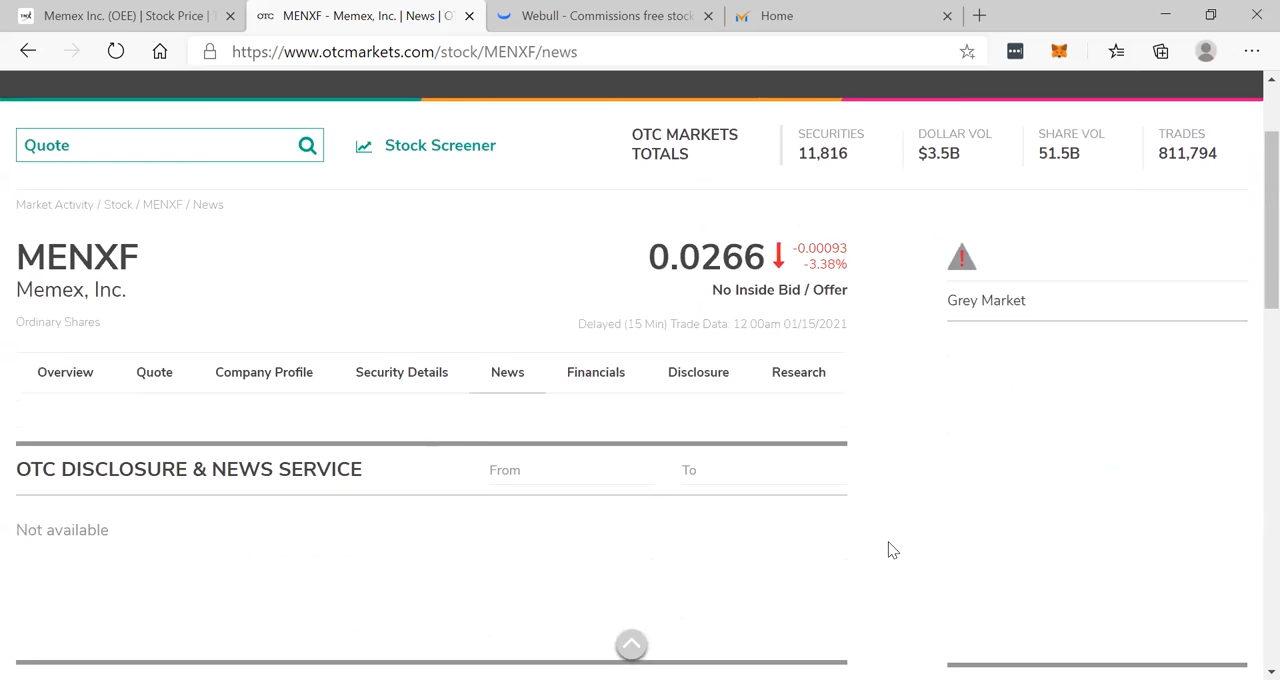 Memex Inc. (OEE) | Stock Price |
OTC MENXF - Memex, Inc. | News | O
Webull - Commissions free stock
Home
https://www.otcmarkets.com/stock/MENXF/news
Quote
Stock Screener
OTC MARKETS
TOTALS
SECURITIES
11,816
DOLLAR VOL
$3.5B
SHARE VOL
51.5B
TRADES
811,794
Market Activity / Stock / MENXF / News
MENXF
Memex, Inc.
Ordinary Shares
0.0266
-0.00093
-3.38%
No Inside Bid / Offer
Delayed (15 Min) Trade Data: 12:00am 01/15/2021
Grey Market
Overview Quote Company Profile Security Details News Financials Disclosure Research
OTC DISCLOSURE & NEWS SERVICE
From
To
Not available